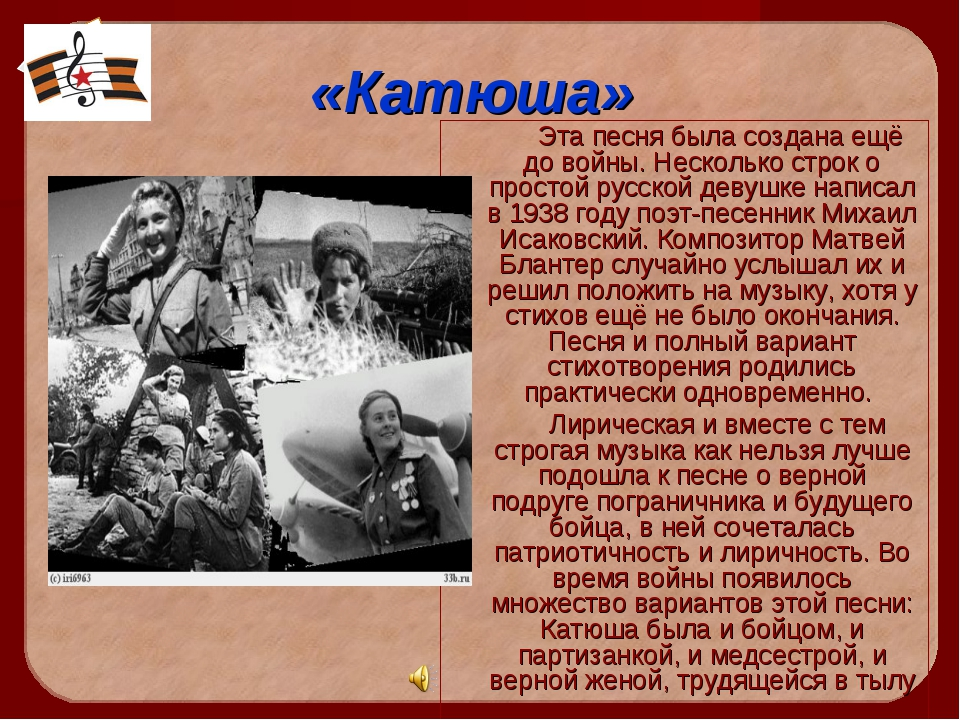 «Катюша»
Эта песня была создана ещё
до войны. Несколько строк о
простой русской девушке написал
в 1938 году поэт-песенник Михаил
Исаковский. Композитор Матвей
Блантер случайно услышал их и
решил положить на музыку, хотя у
стихов ещё не было окончания.
Песня и полный вариант
стихотворения родились
практически одновременно.
Лирическая и вместе с тем
строгая музыка как нельзя лучше
подошла к песне о верной
подруге пограничника и будущего
бойца, в ней сочеталась
патриотичность и лиричность. Во
время войны появилось
множество вариантов этой песни:
Катюша была и бойцом, и
партизанкой, и медсестрой, и
верной женой, трудящейся в тылу
(c) iri6963
33b.ru